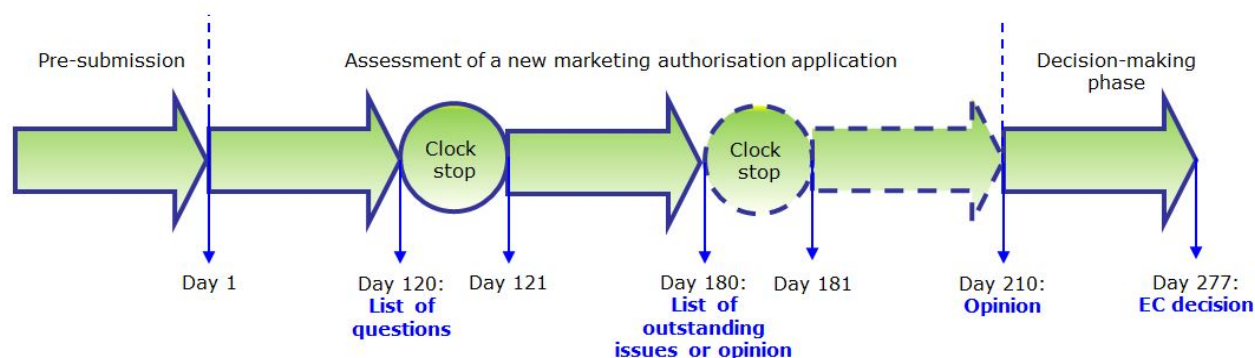 Pre-submission
Assessment of a new marketing authorisation application
Decision-making
phase
Clock
stop
Clock
stop
Day 1
Day 120:
List of
questions
Day 121
Day 180:
List of
outstanding
issues or opinion
Day 181
Day 210:
Opinion
Day 277:
EC decision